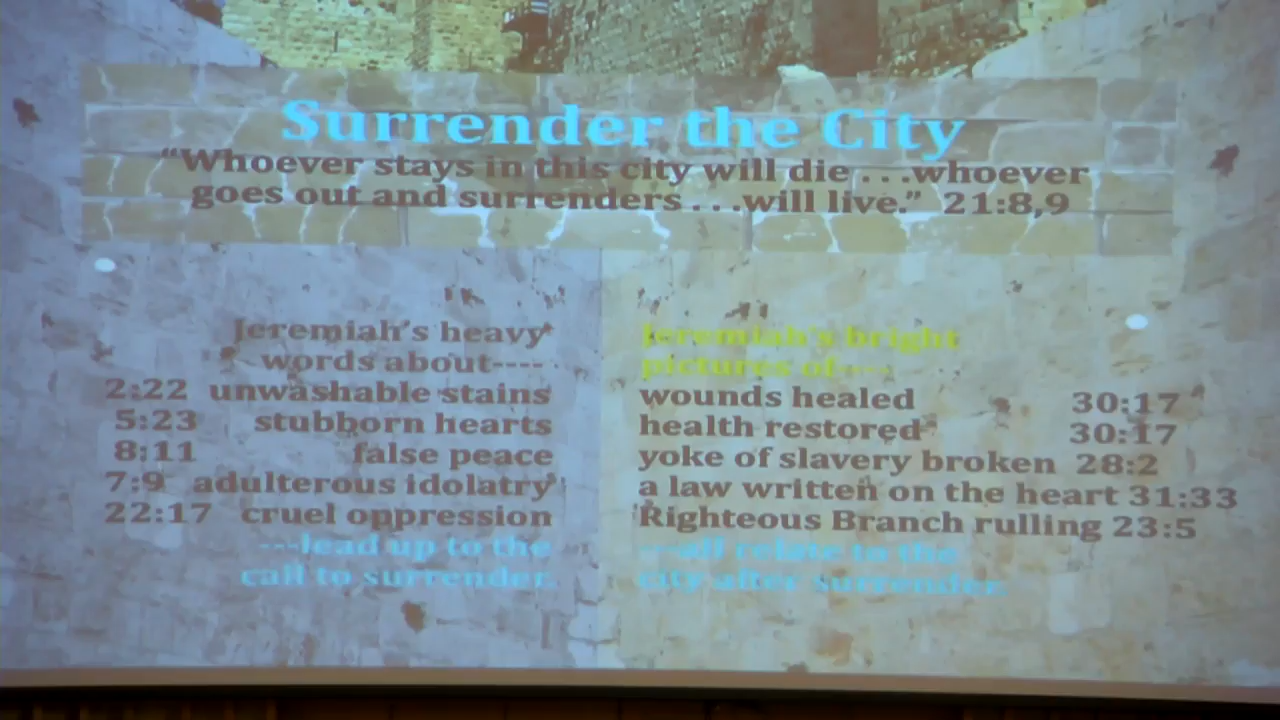 Surrender the City
“Whoever stays in this city will die . . .whoever
goes out and surrenders . . .will live.” 21:8,9
Jeremiah’s heavy
words about----
2:22 unwashable stains
5:23 stubborn hearts
8:11 false peace
7:9 adulterous idolatry
22:17 cruel oppression
---lead up to the
call to surrender.
Jeremiah’s bright
pictures of----
wounds healed 30:17
health restored 30:17
yoke of slavery broken 28:2
a law written on the heart 31:33
Righteous Branch rulling 23:5
---all relate to the
city after surrender.